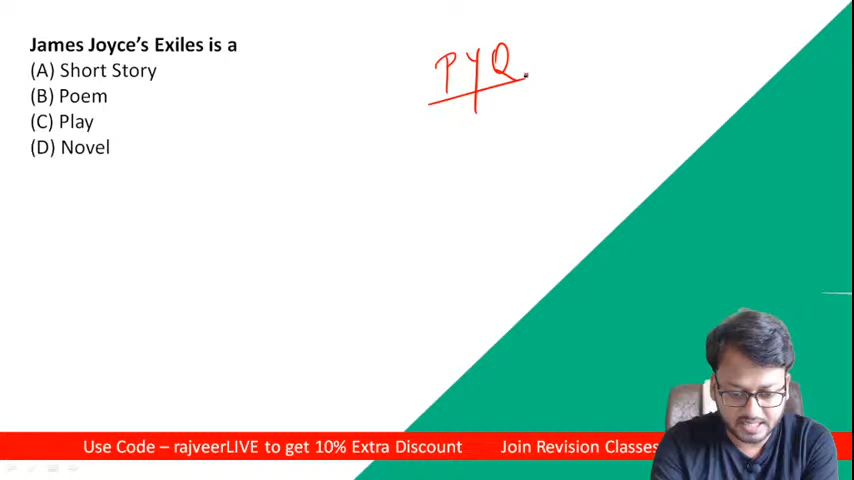 James Joyce's Exiles is a
(A) Short Story
(B) Poem
(C) Play
(D) Novel
PYQ
Use Code – rajveerLIVE to get 10% Extra Discount
Join Revision Classes